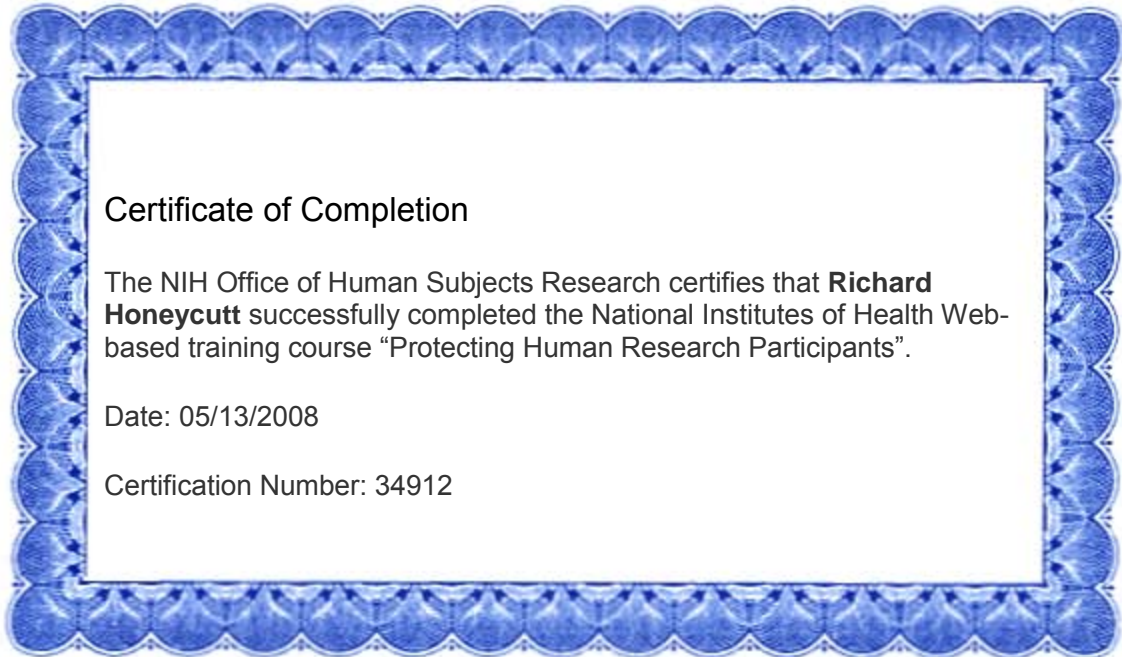 Certificate of Completion
The NIH Office of Human Subjects Research certifies that Richard
Honeycutt successfully completed the National Institutes of Health Web-
based training course “Protecting Human Research Participants”.
Date: 05/13/2008
Certification Number: 34912